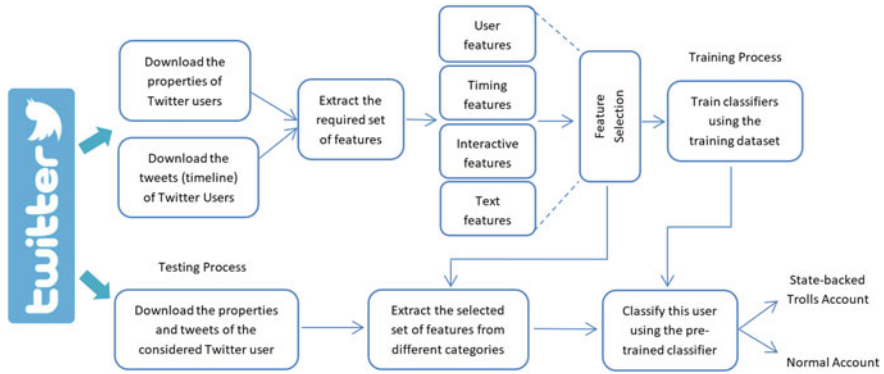 twitter
Download the
properties of
Twitter users
Download the
tweets (timeline)
of Twitter Users
Extract the
required set
of features
User
features
Timing
features
Interactive
features
Text
features
Feature
Selection
Training Process
Train classifiers
using the
training dataset
Testing Process
Download the properties
and tweets of the
considered Twitter user
Extract the selected
set of features from
different categories
Classify this user
using the pre-
trained classifier
State-backed
Trolls Account
Normal Account